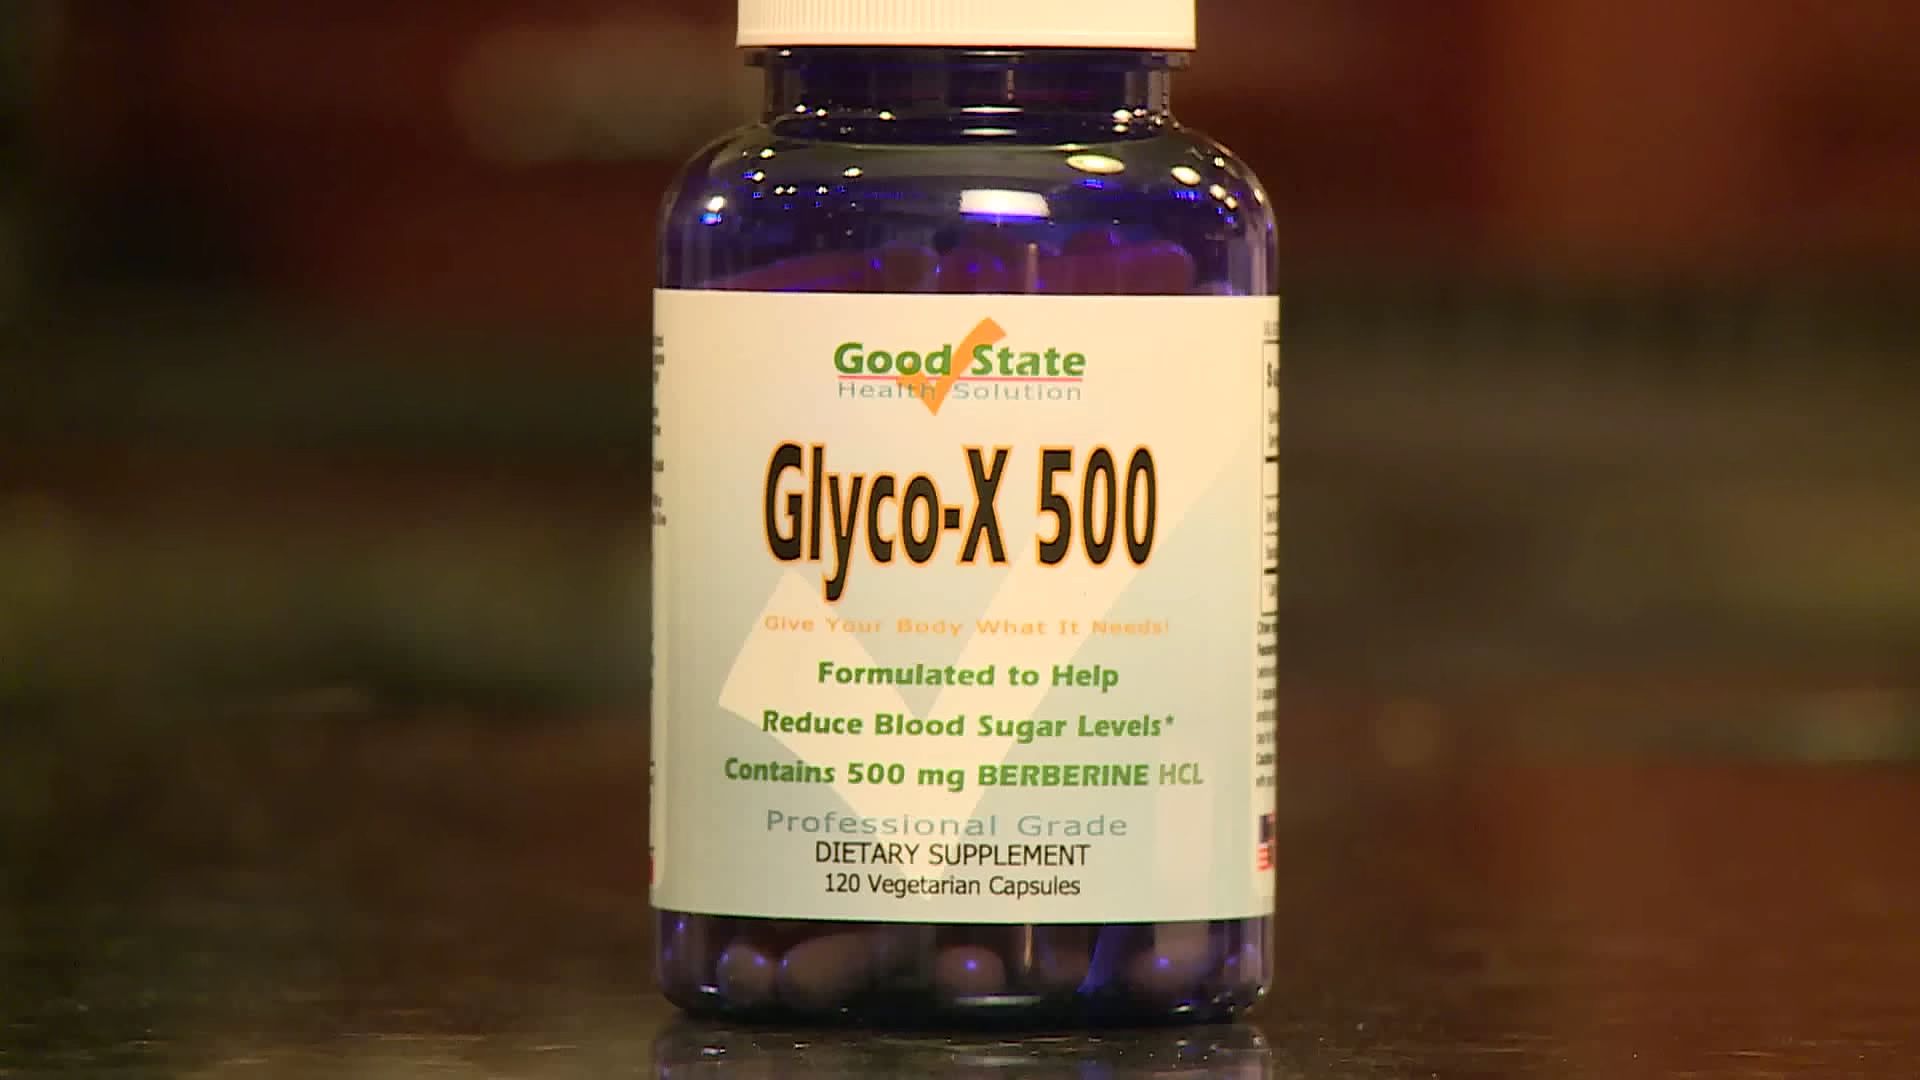 Good State
Health Solution
Glyco-X 500
Give Your Body What It Needs!
Formulated to Help
Reduce Blood Sugar Levels*
Contains 500 mg BERBERINE HCL
Professional Grade
DIETARY SUPPLEMENT
120 Vegetarian Capsules